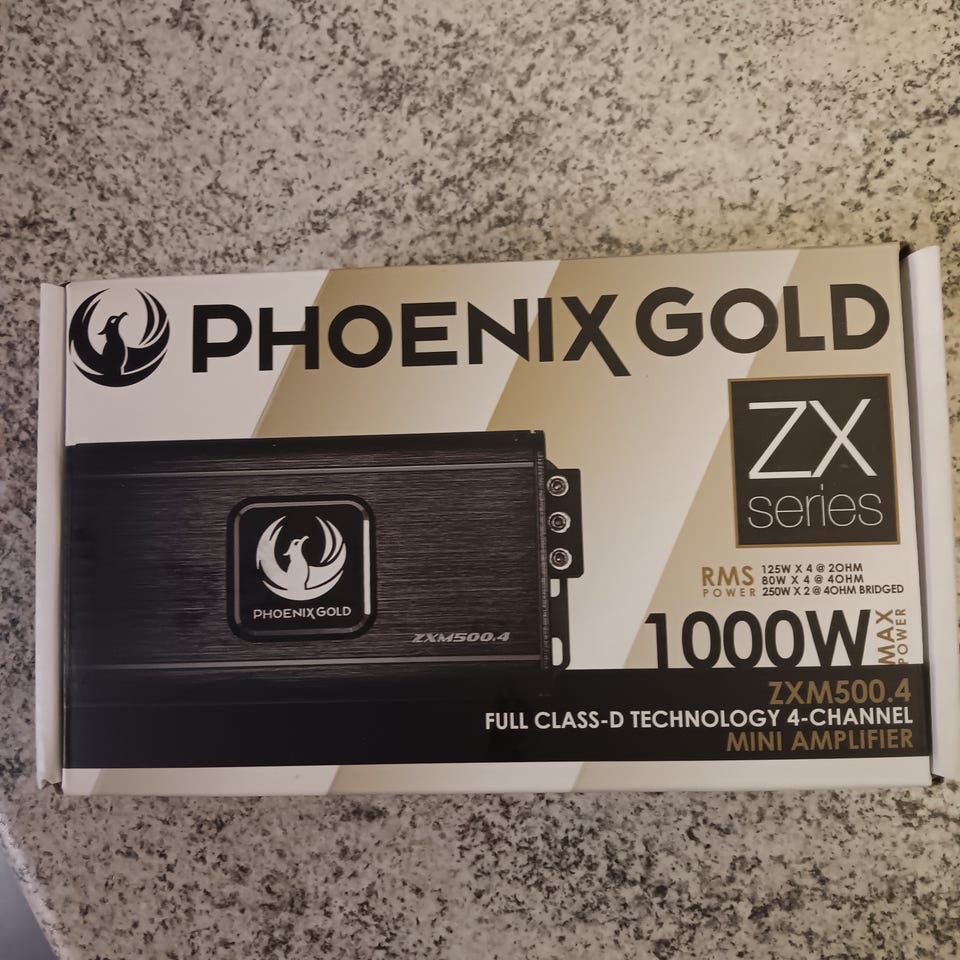 PHOENIX GOLD
ZX
series
PHOENIX GOLD
ZXM500.4
RMS
POWER
125W X 4 @ 2OHM
80W X 4 @ 4OHM
250W X 2 @ 4OHM BRIDGED
1000W
MAX
POWER
ZXM500.4
FULL CLASS-D TECHNOLOGY 4-CHANNEL
MINI AMPLIFIER